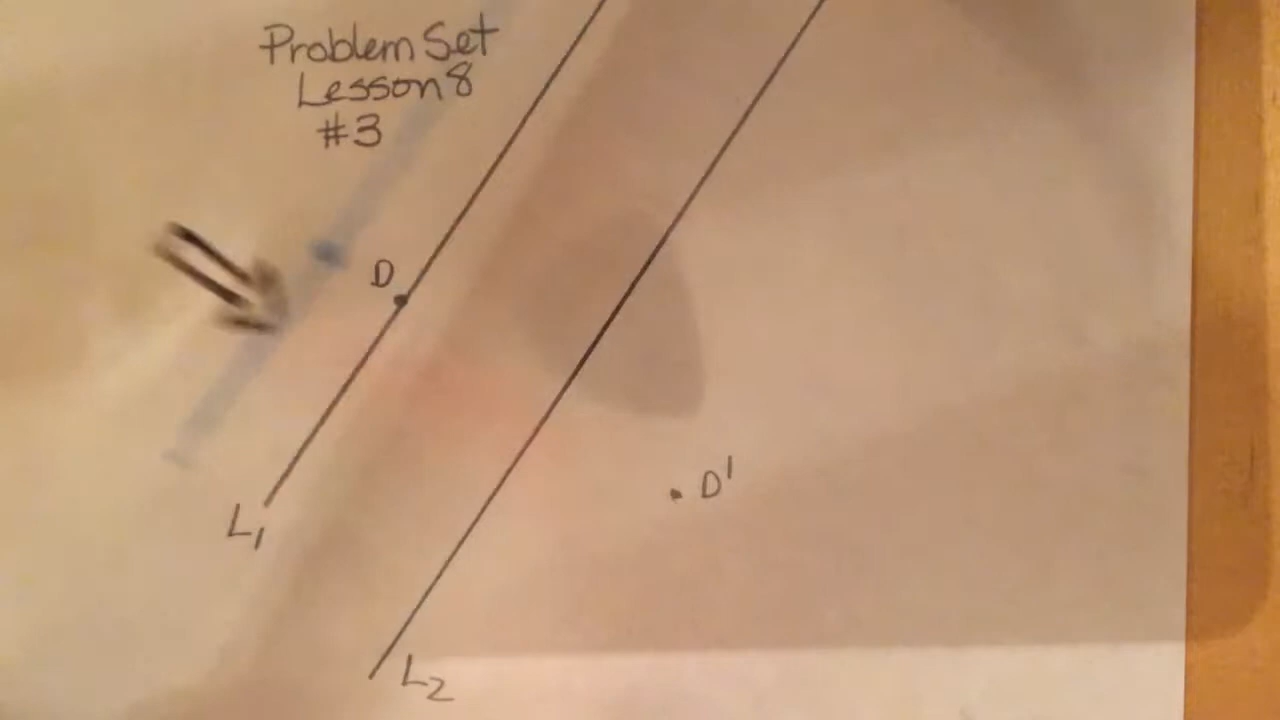 Problem Set
Lesson 8
#3
D
D'
L₁
L₂